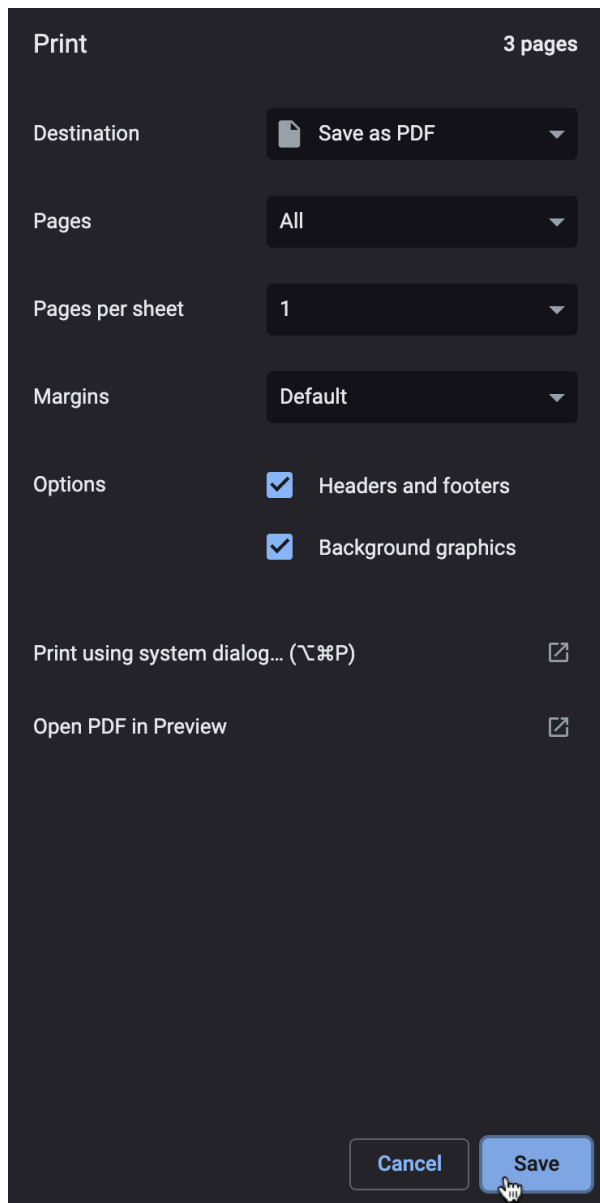 Print 3 pages
Destination Save as PDF
Pages All
Pages per sheet 1
Margins Default
Options Headers and footers
Background graphics
Print using system dialog... (⌥⌘P)
Open PDF in Preview
Cancel Save